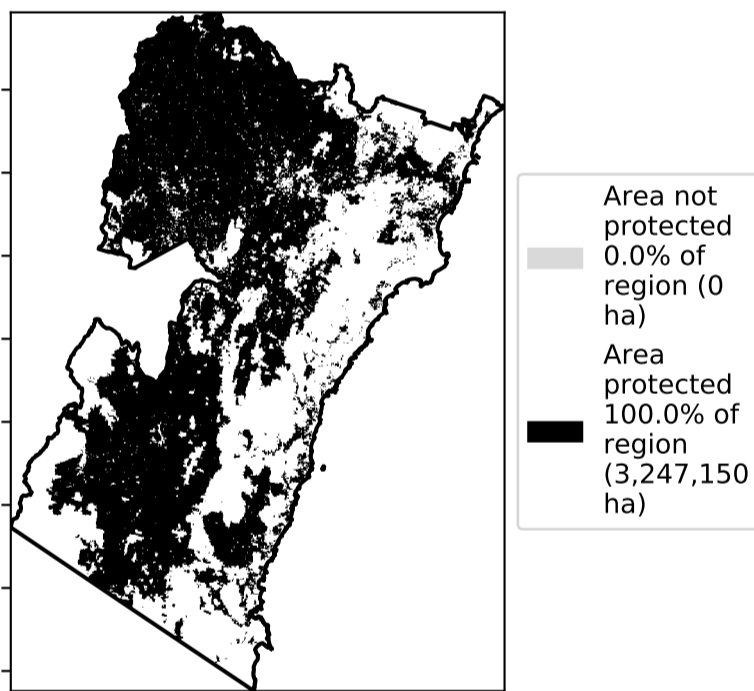 Area not
protected
0.0% of
region (0
ha)
Area
protected
100.0% of
region
(3,247,150
ha)